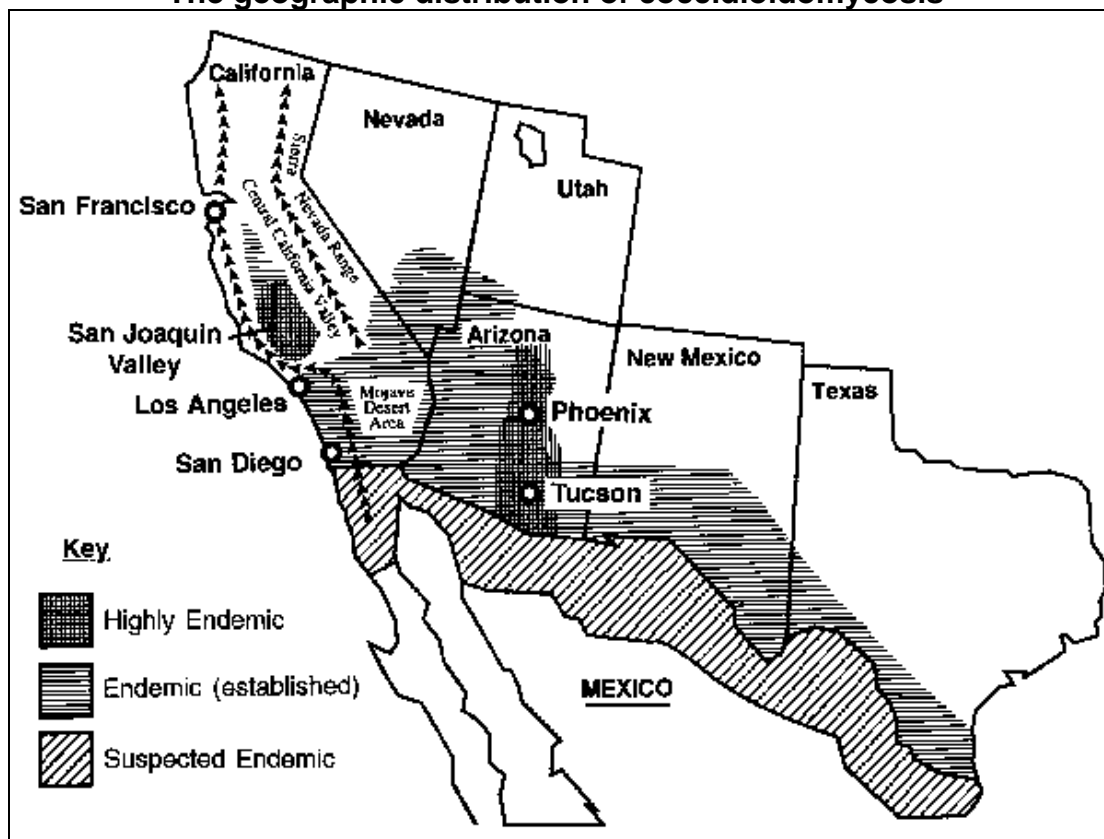 The geographic distribution of coccidioidomycosis
California
Nevada
Utah
Sierra
Nevada Range
Central California Valley
San Francisco
San Joaquin
Valley
Los Angeles
San Diego
Mojave
Desert
Area
Arizona
New Mexico
Texas
Phoenix
Tucson
MEXICO
Key
Highly Endemic
Endemic (established)
Suspected Endemic